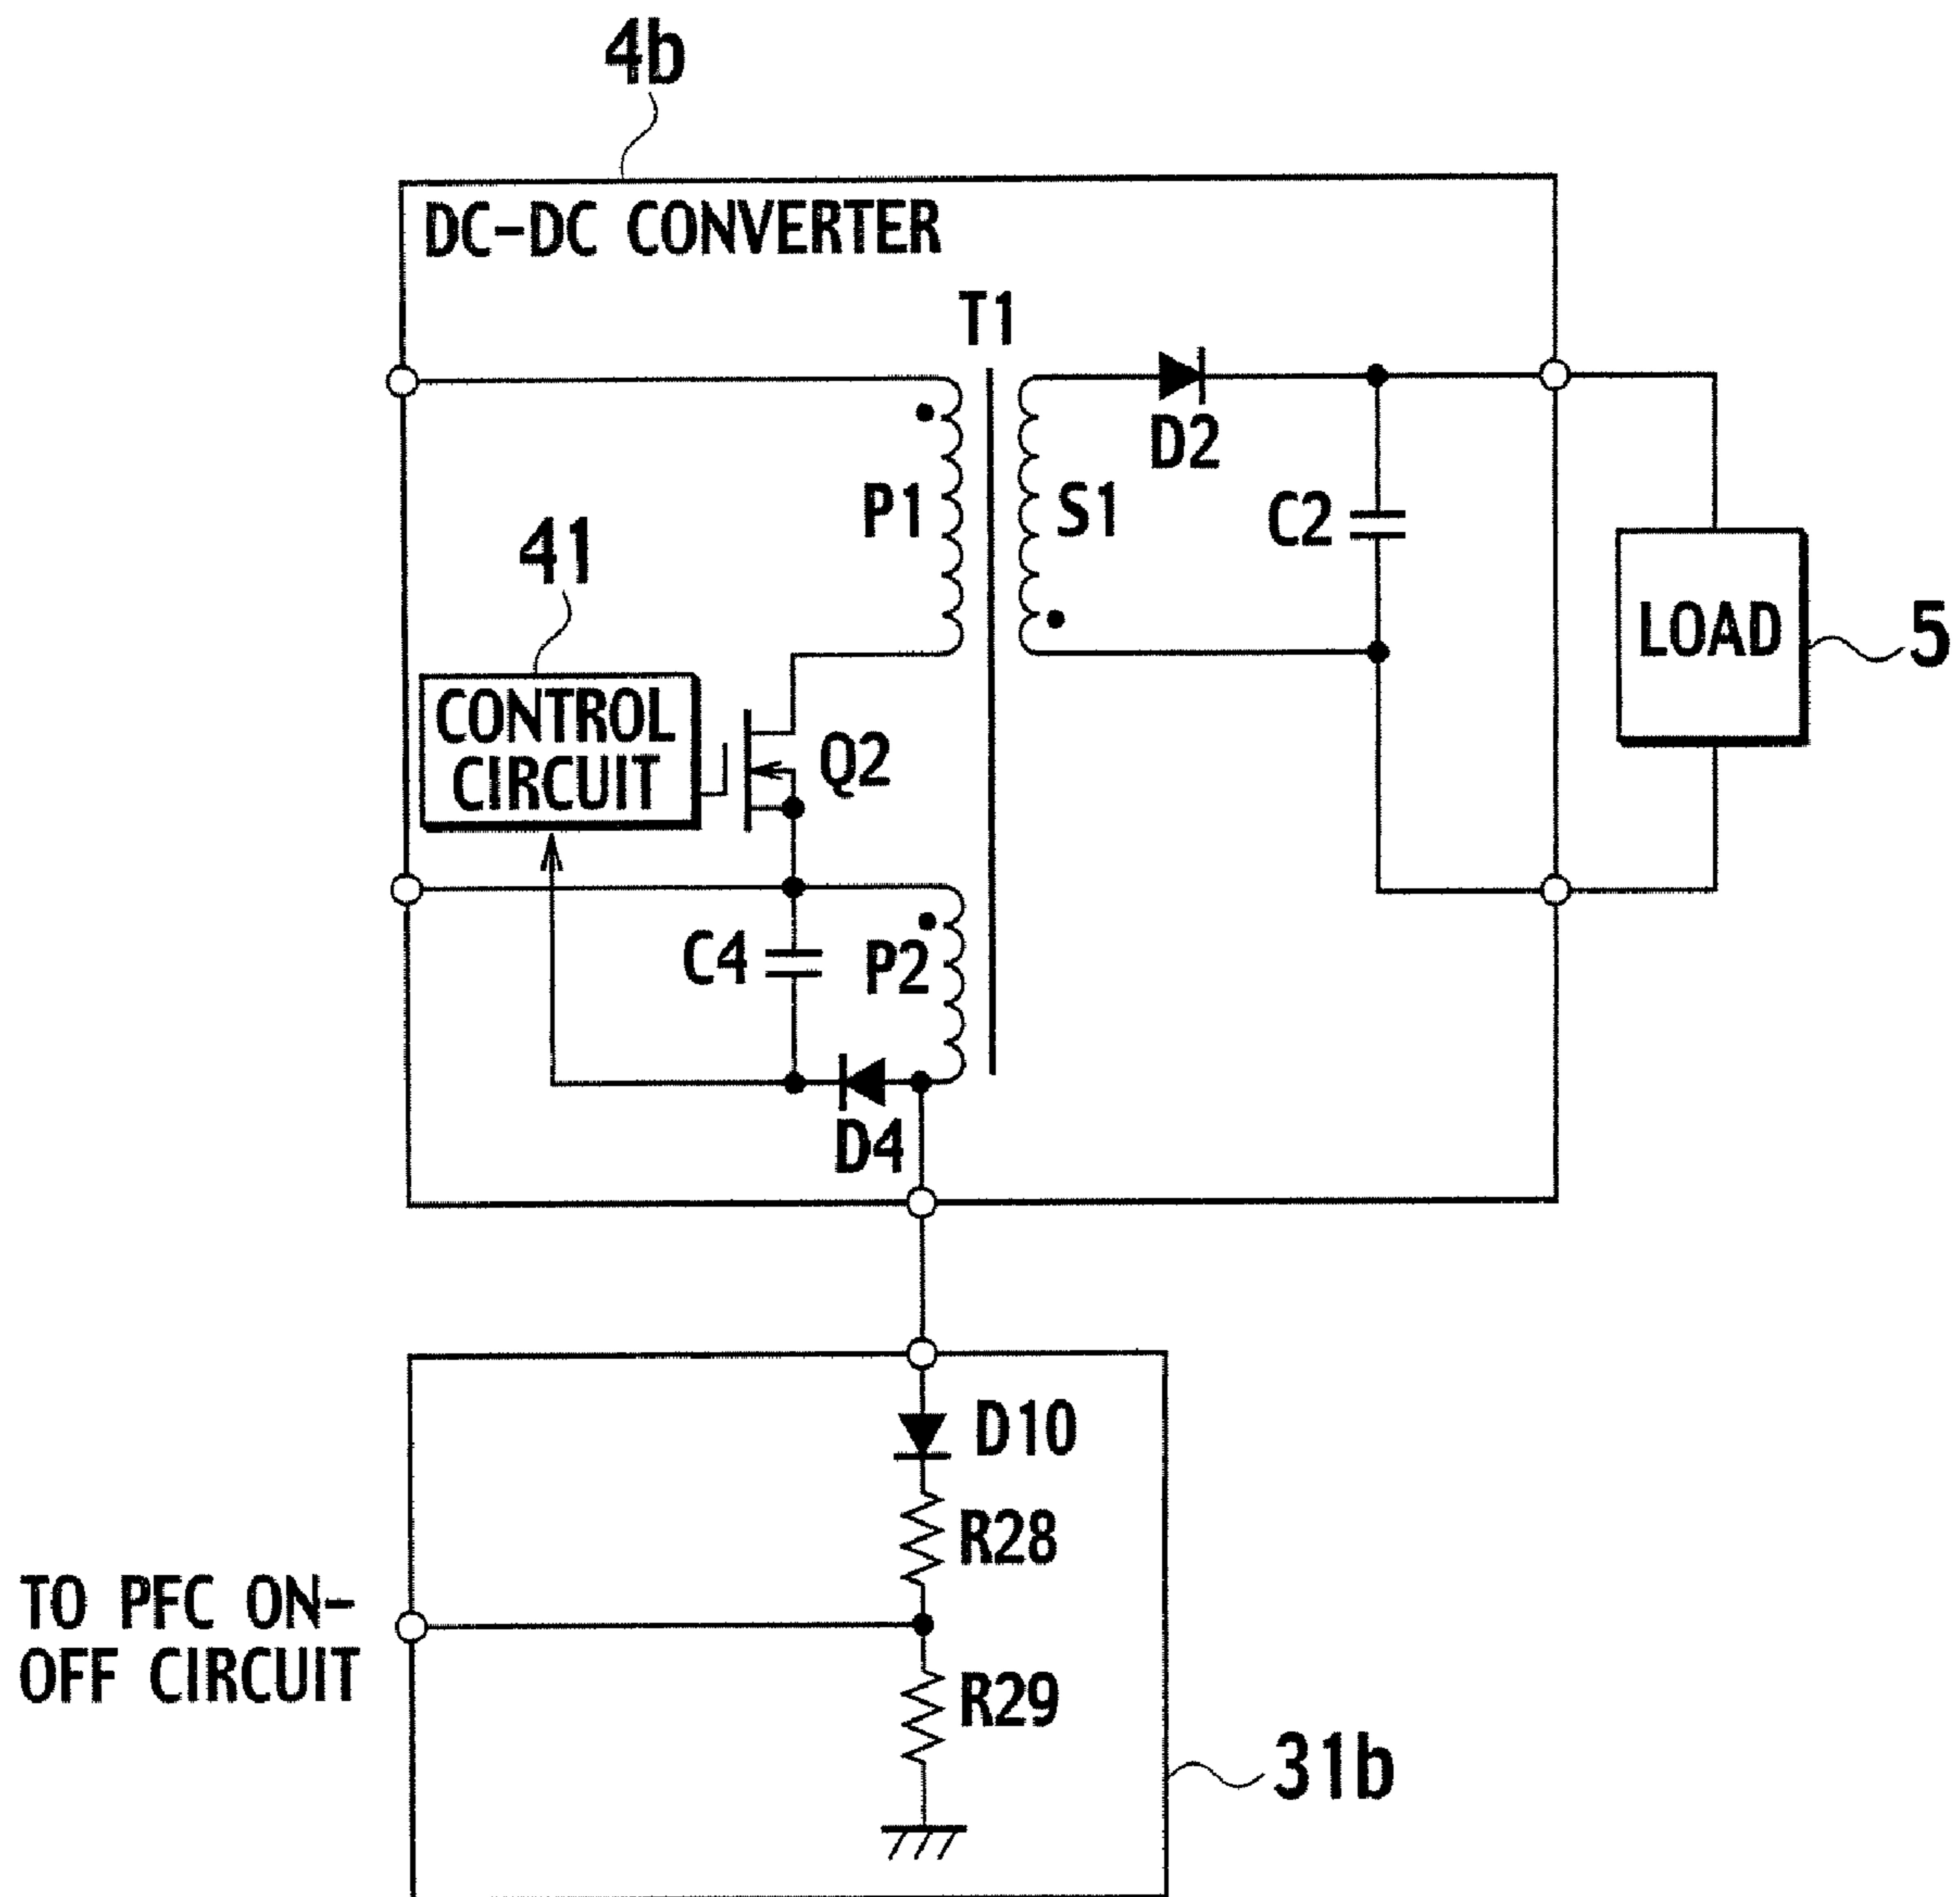 4b
DC-DC CONVERTER
T1
D2
P1
S1
C2
41
LOAD
5
CONTROL
CIRCUIT
Q2
C4
P2
D4
D10
R28
TO PFC ON-
OFF CIRCUIT
R29
31b